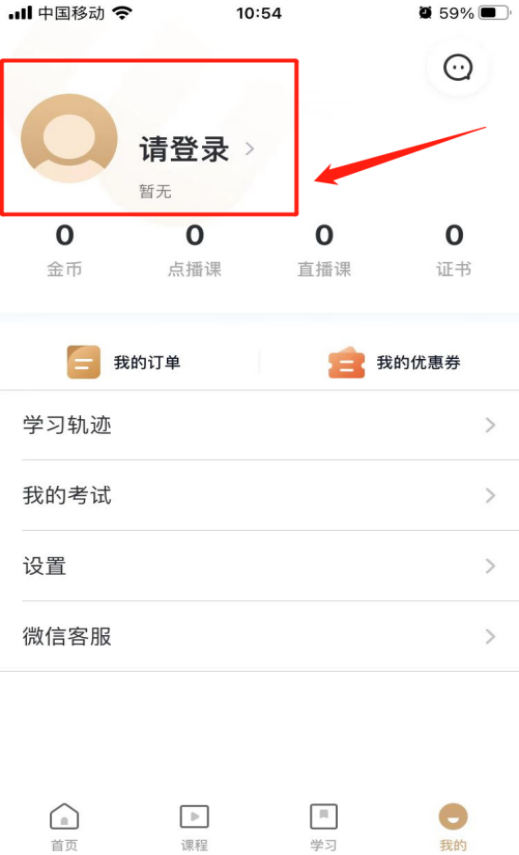 中国移动 10:54 59%
请登录
暂无
0 0 0 0
金币 点播课 直播课 证书
我的订单 我的优惠券
学习轨迹
我的考试
设置
微信客服
首页 课程 学习 我的